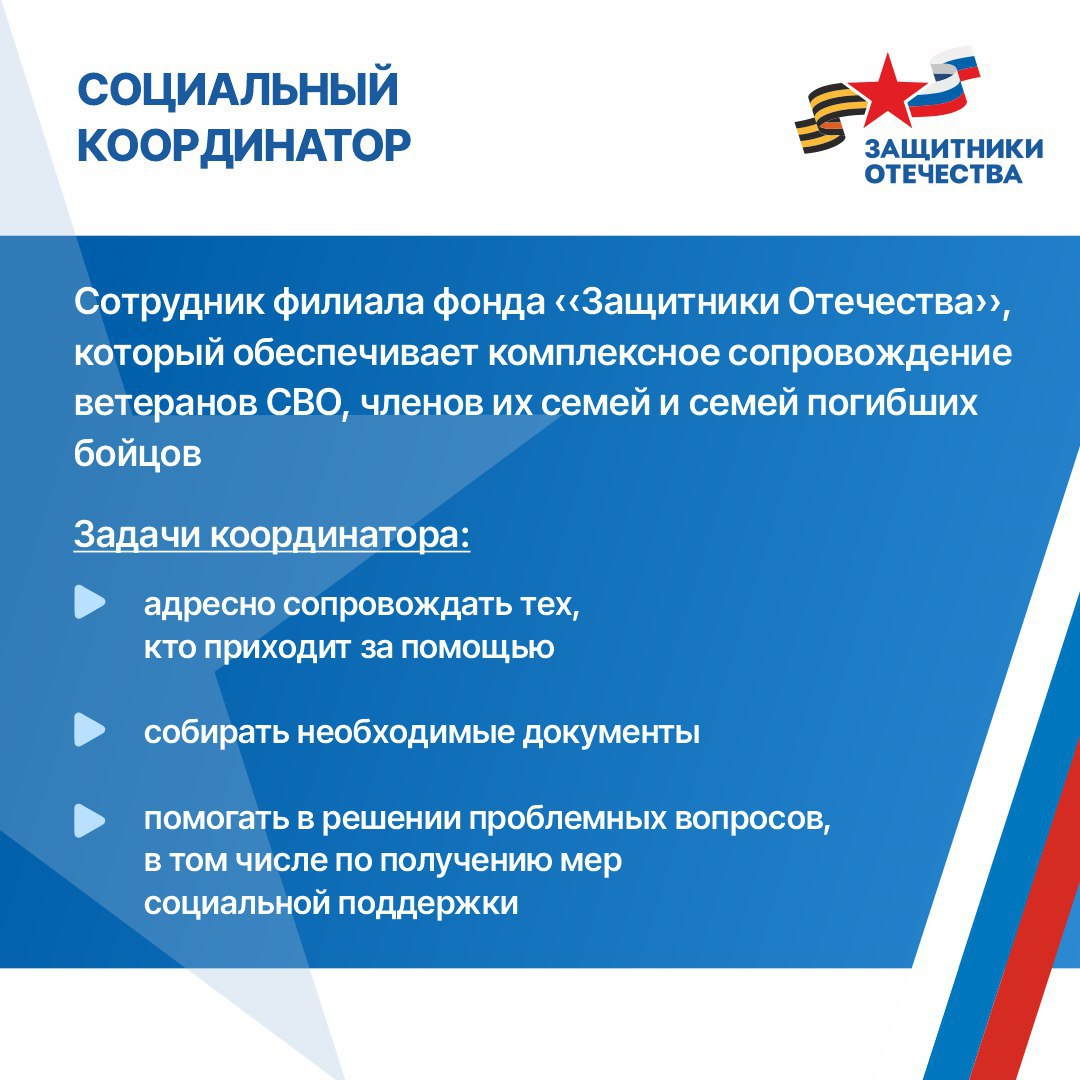 СОЦИАЛЬНЫЙ
КООРДИНАТОР
ЗАЩИТНИКИ
ОТЕЧЕСТВА
Сотрудник филиала фонда ‹‹Защитники Отечества››,
который обеспечивает комплексное сопровождение
ветеранов СВО, членов их семей и семей погибших
бойцов
Задачи координатора:
адресно сопровождать тех,
кто приходит за помощью
собирать необходимые документы
помогать в решении проблемных вопросов,
в том числе по получению мер
социальной поддержки